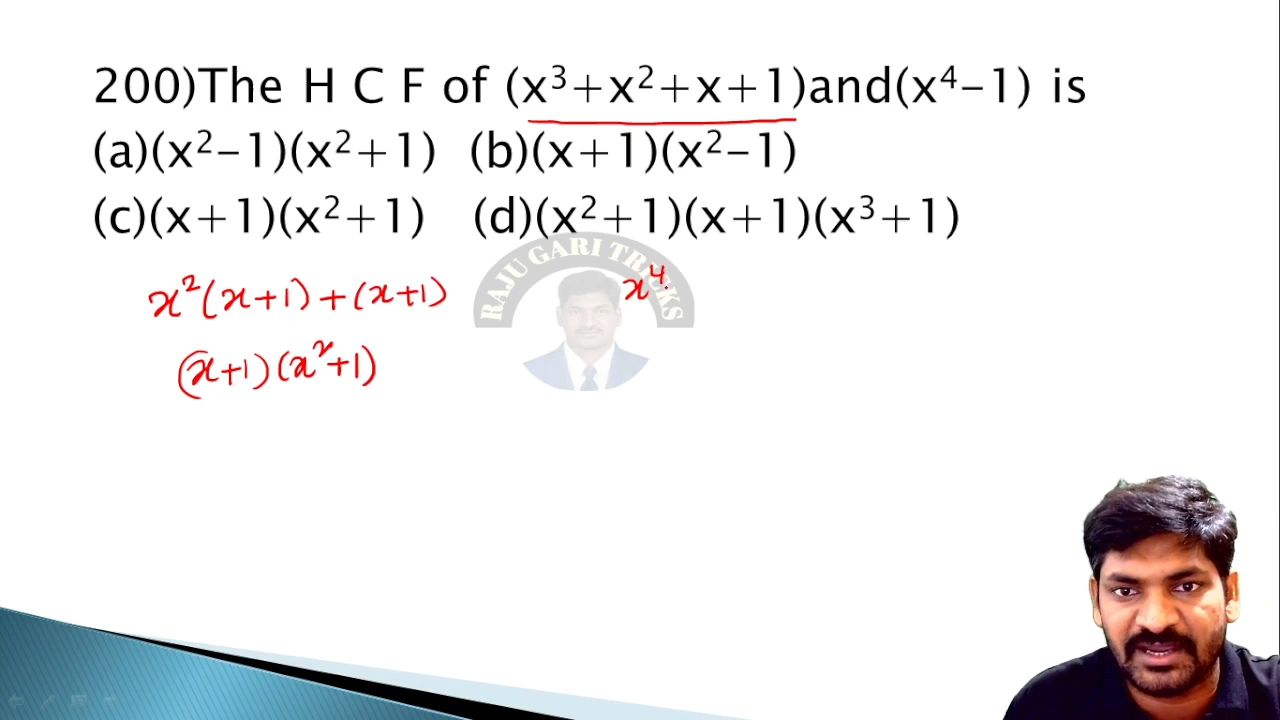 200)The H C F of (x³+x²+x+1)and(x⁴-1) is
(a)(x²-1)(x²+1) (b)(x+1)(x²-1)
(c)(x+1)(x²+1) (d)(x²+1)(x+1)(x³+1)
RAJU GARI TRICKS
x²(x+1)+(x+1) x⁴
(x+1)(x²+1)